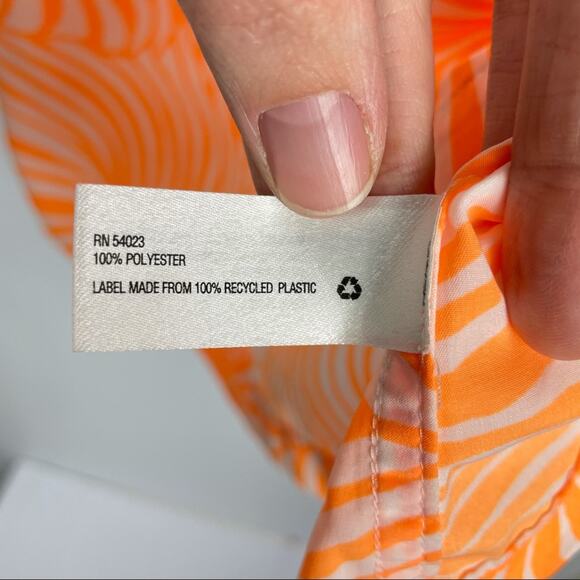 RN 54023
100% POLYESTER
LABEL MADE FROM 100% RECYCLED PLASTIC